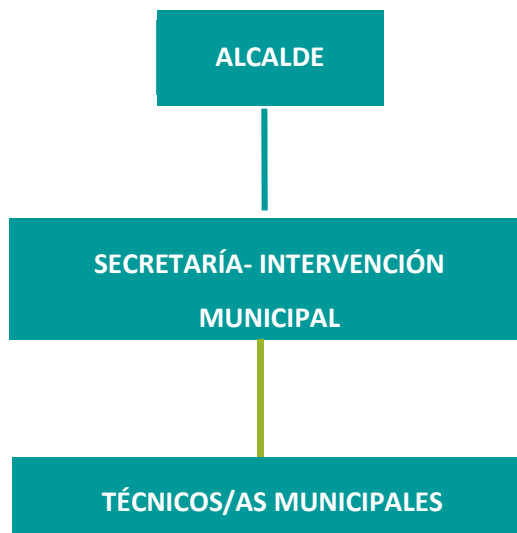 ALCALDE
SECRETARÍA- INTERVENCIÓN
MUNICIPAL
TÉCNICOS/AS MUNICIPALES